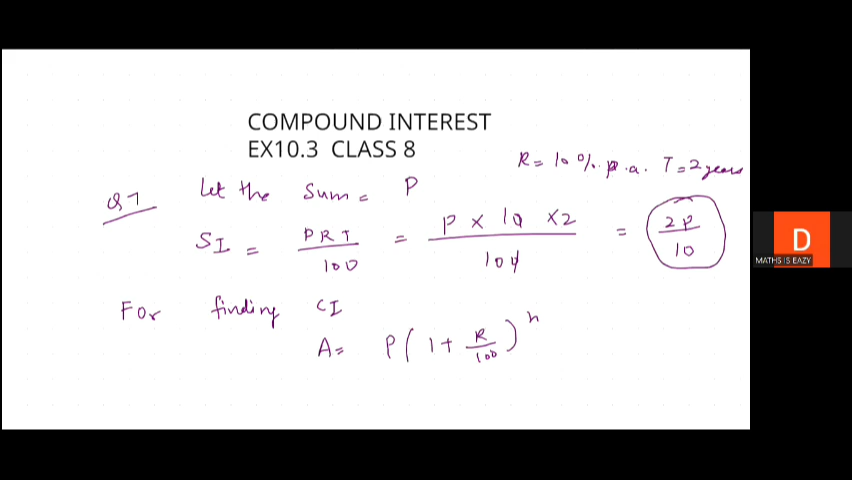 COMPOUND INTEREST
EX10.3 CLASS 8
R = 10 % p.a. T = 2 years
Q7 Let the Sum = P
SI = PRT/100 = P x 10 x 2/100 = 2P/10
For finding CI
A = P(1 + R/100)^n
D
MATHS IS EAZY